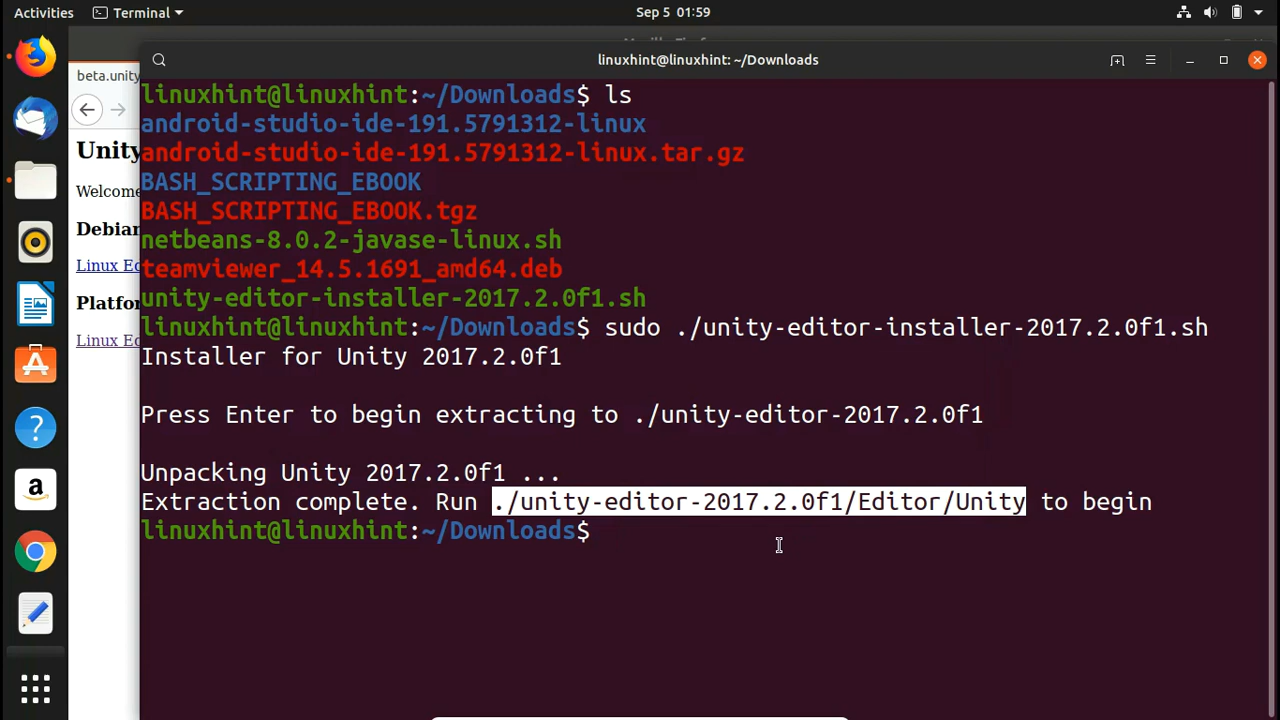 Activities
Terminal
Sep 5 01:59
linuxhint@linuxhint: ~/Downloads
beta.unity
Unity
Welcome
Debian
Linux Ed
Platfor
Linux Ed
linuxhint@linuxhint:~/Downloads$ ls
android-studio-ide-191.5791312-linux
android-studio-ide-191.5791312-linux.tar.gz
BASH_SCRIPTING_EBOOK
BASH_SCRIPTING_EBOOK.tgz
netbeans-8.0.2-javase-linux.sh
teamviewer_14.5.1691_amd64.deb
unity-editor-installer-2017.2.0f1.sh
linuxhint@linuxhint:~/Downloads$ sudo ./unity-editor-installer-2017.2.0f1.sh
Installer for Unity 2017.2.0f1
Press Enter to begin extracting to ./unity-editor-2017.2.0f1
Unpacking Unity 2017.2.0f1 ...
Extraction complete. Run ./unity-editor-2017.2.0f1/Editor/Unity to begin
linuxhint@linuxhint:~/Downloads$